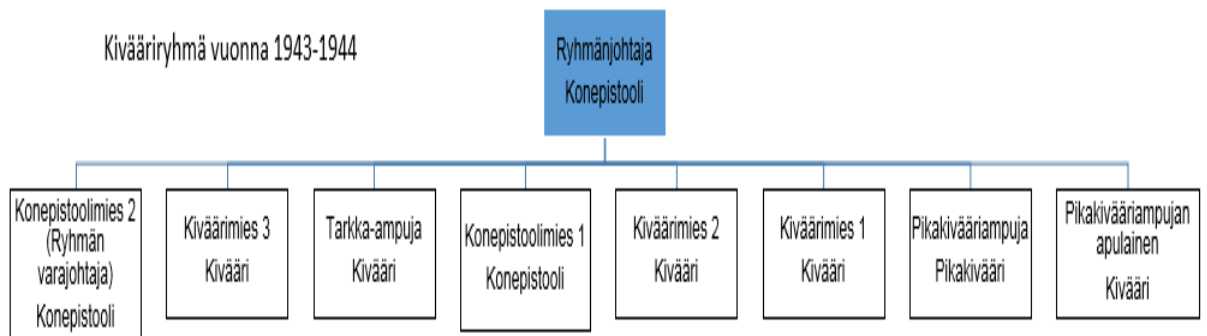 Kivääriryhmä vuonna 1943-1944
Ryhmänjohtaja
Konepistooli
Konepistoolimies 2
(Ryhmän
varajohtaja)
Konepistooli
Kiväärimies 3
Kivääri
Tarkka-ampuja
Kivääri
Konepistoolimies 1
Konepistooli
Kiväärimies 2
Kivääri
Kiväärimies 1
Kivääri
Pikakivääriampuja
Pikakivääri
Pikakivääriampujan
apulainen
Kivääri